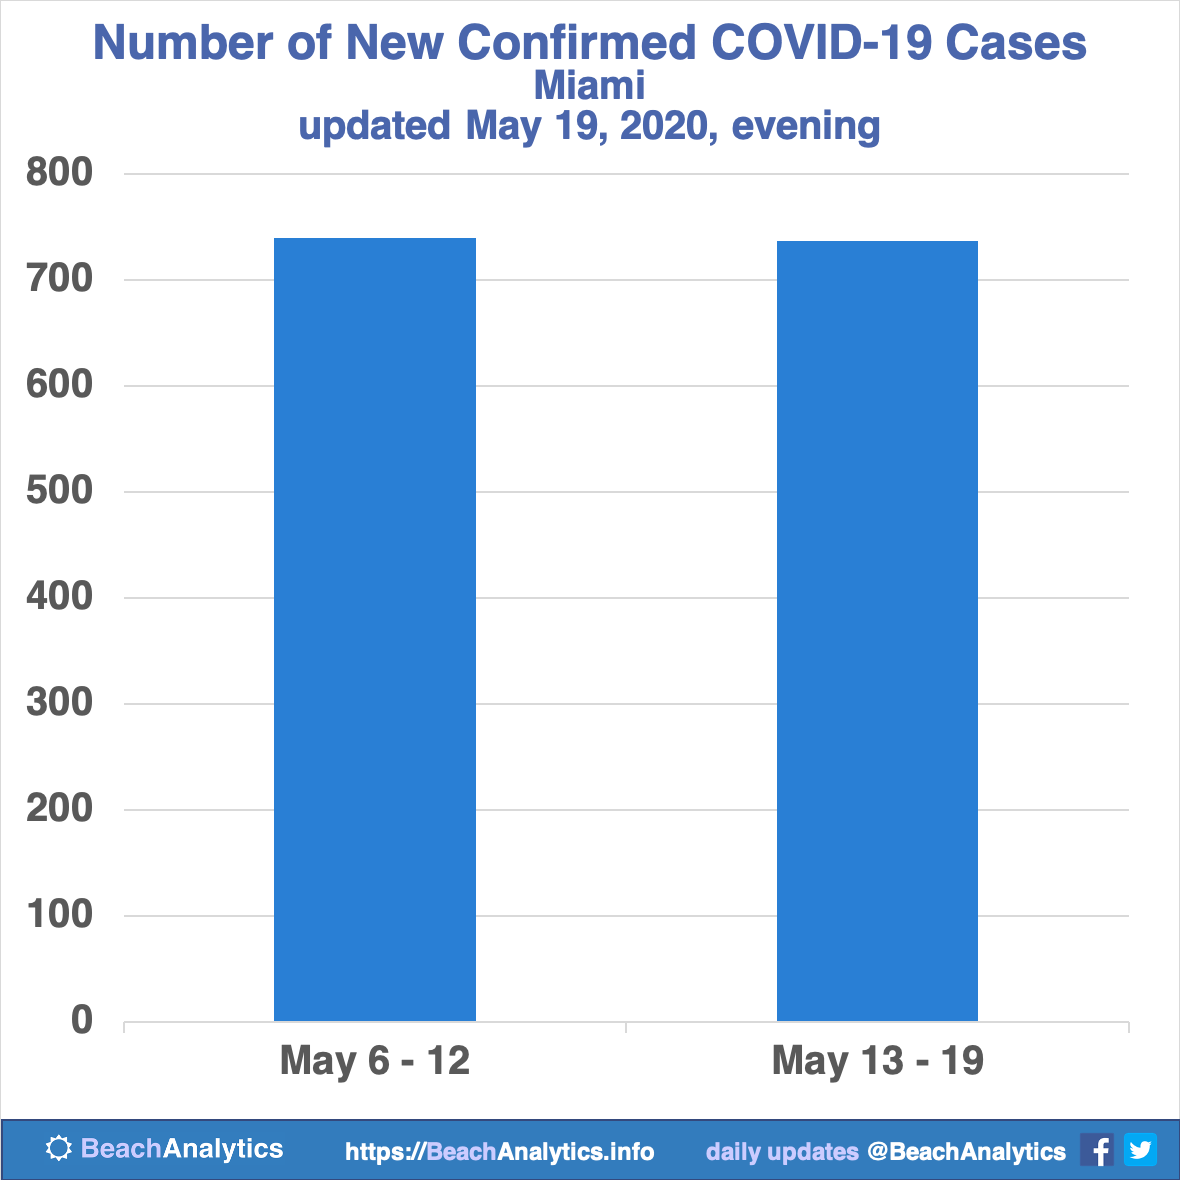 Number of New Confirmed COVID-19 Cases
Miami
updated May 19, 2020, evening
800
700
600
500
400
300
200
100
0
May 6 - 12
May 13 - 19
BeachAnalytics https://BeachAnalytics.info daily updates @BeachAnalytics f